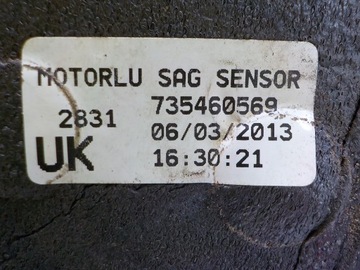 MOTORLU SAG SENSOR
735460569
2831
06/03/2013
UK
16:30:21